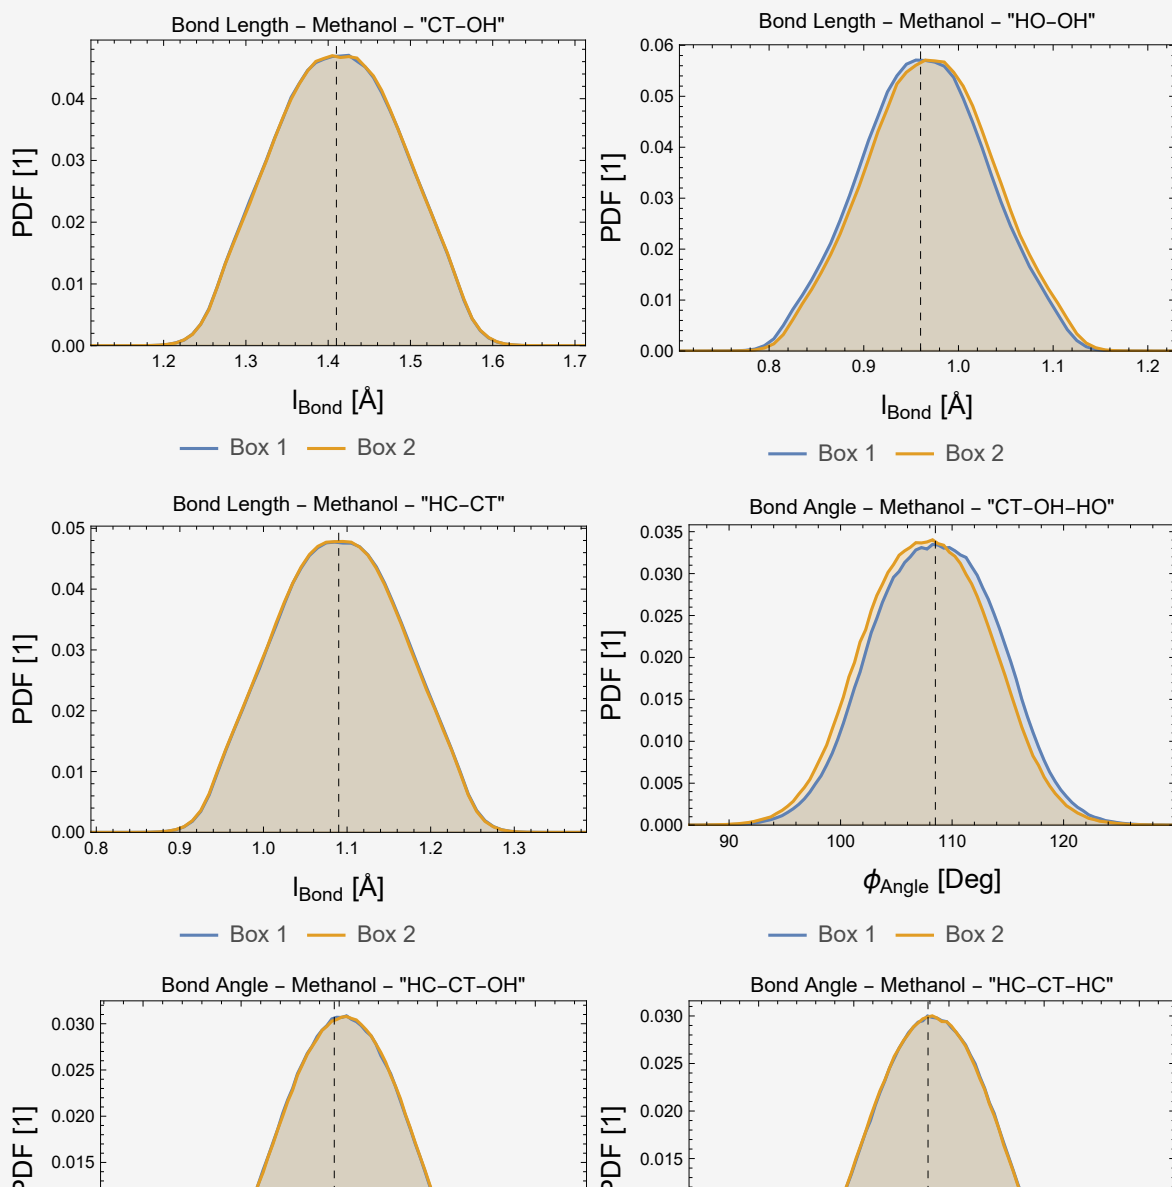 Bond Length – Methanol – "CT–OH"
PDF [1]
0.04
0.03
0.02
0.01
0.00
1.2 1.3 1.4 1.5 1.6 1.7
lBond [Å]
Box 1 Box 2
Bond Length – Methanol – "HO–OH"
PDF [1]
0.06
0.05
0.04
0.03
0.02
0.01
0.00
0.8 0.9 1.0 1.1 1.2
lBond [Å]
Box 1 Box 2
Bond Length – Methanol – "HC–CT"
PDF [1]
0.05
0.04
0.03
0.02
0.01
0.00
0.8 0.9 1.0 1.1 1.2 1.3
lBond [Å]
Box 1 Box 2
Bond Angle – Methanol – "CT–OH–HO"
PDF [1]
0.035
0.030
0.025
0.020
0.015
0.010
0.005
0.000
90 100 110 120
ϕAngle [Deg]
Box 1 Box 2
Bond Angle – Methanol – "HC–CT–OH"
PDF [1]
0.030
0.025
0.020
0.015
Bond Angle – Methanol – "HC–CT–HC"
PDF [1]
0.030
0.025
0.020
0.015